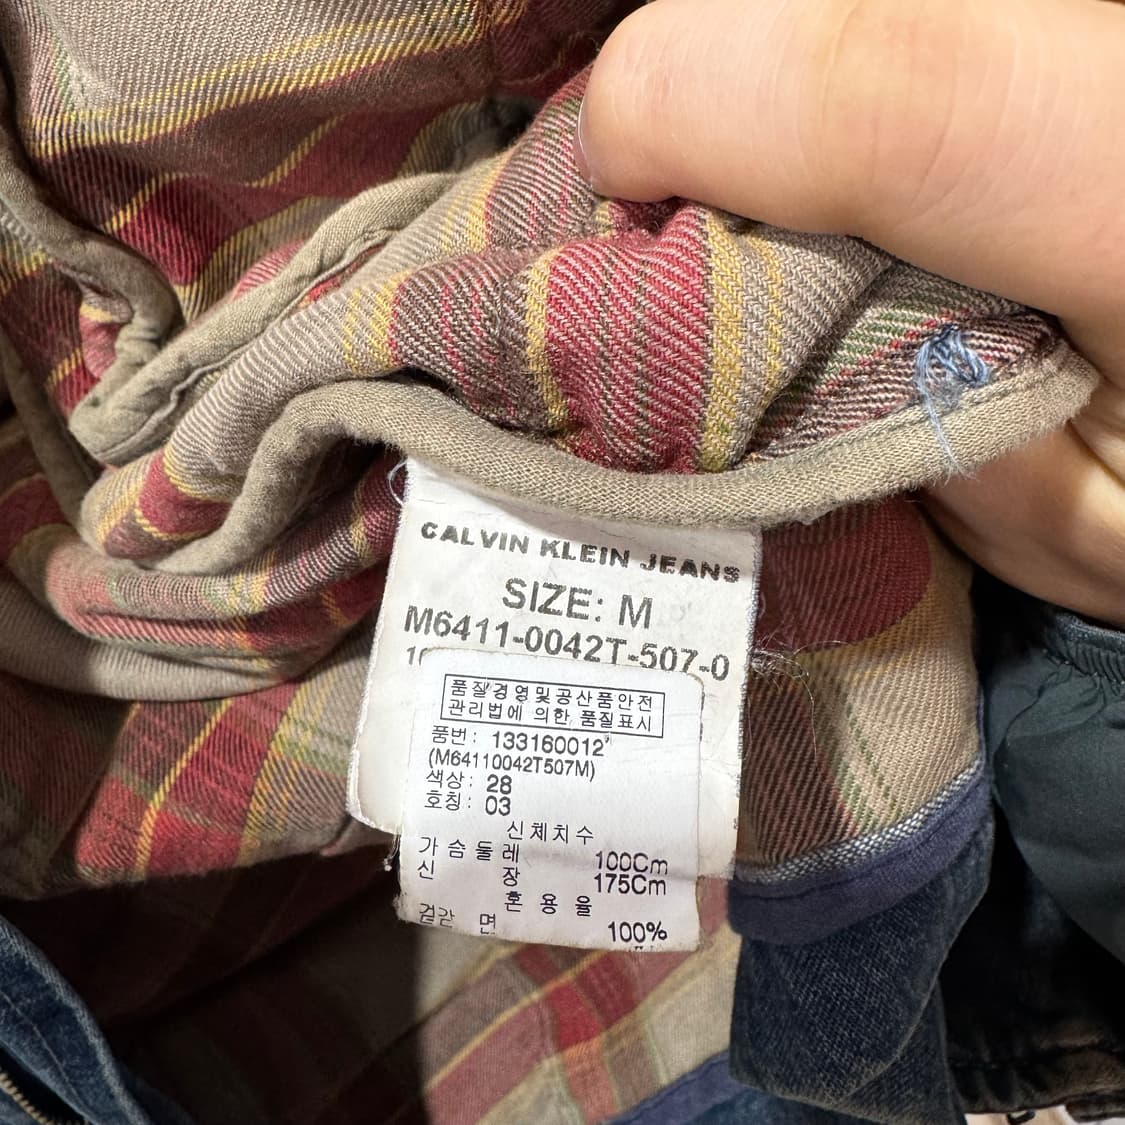 CALVIN KLEIN JEANS
SIZE: M
M6411-0042T-507-0
품질경영및공산품안전
관리법에 의한 품질표시
품번: 133160012
(M64110042T507M)
색상: 28
호칭: 03
신체치수
가슴둘레 100Cm
신 장 175Cm
혼용율
겉감 면 100%